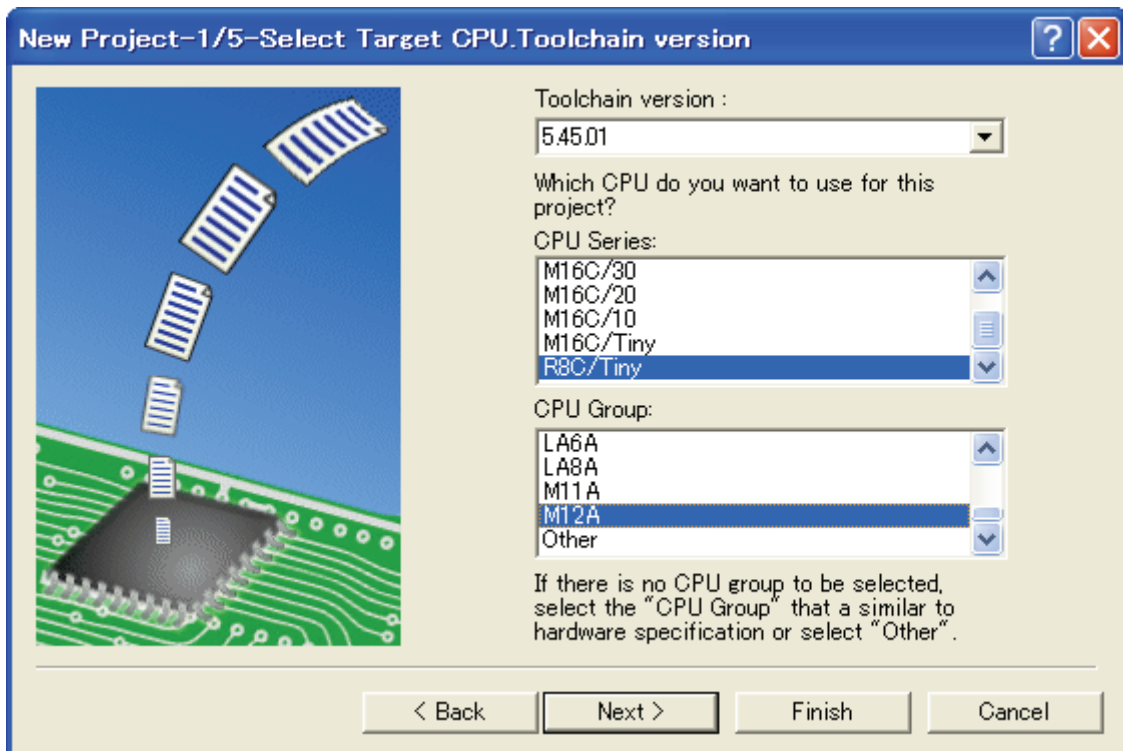 New Project-1/5-Select Target CPU.Toolchain version
Toolchain version :
5.45.01
Which CPU do you want to use for this
project?
CPU Series:
M16C/30
M16C/20
M16C/10
M16C/Tiny
R8C/Tiny
CPU Group:
LA6A
LA8A
M11A
M12A
Other
If there is no CPU group to be selected,
select the "CPU Group" that a similar to
hardware specification or select "Other".
< Back
Next >
Finish
Cancel